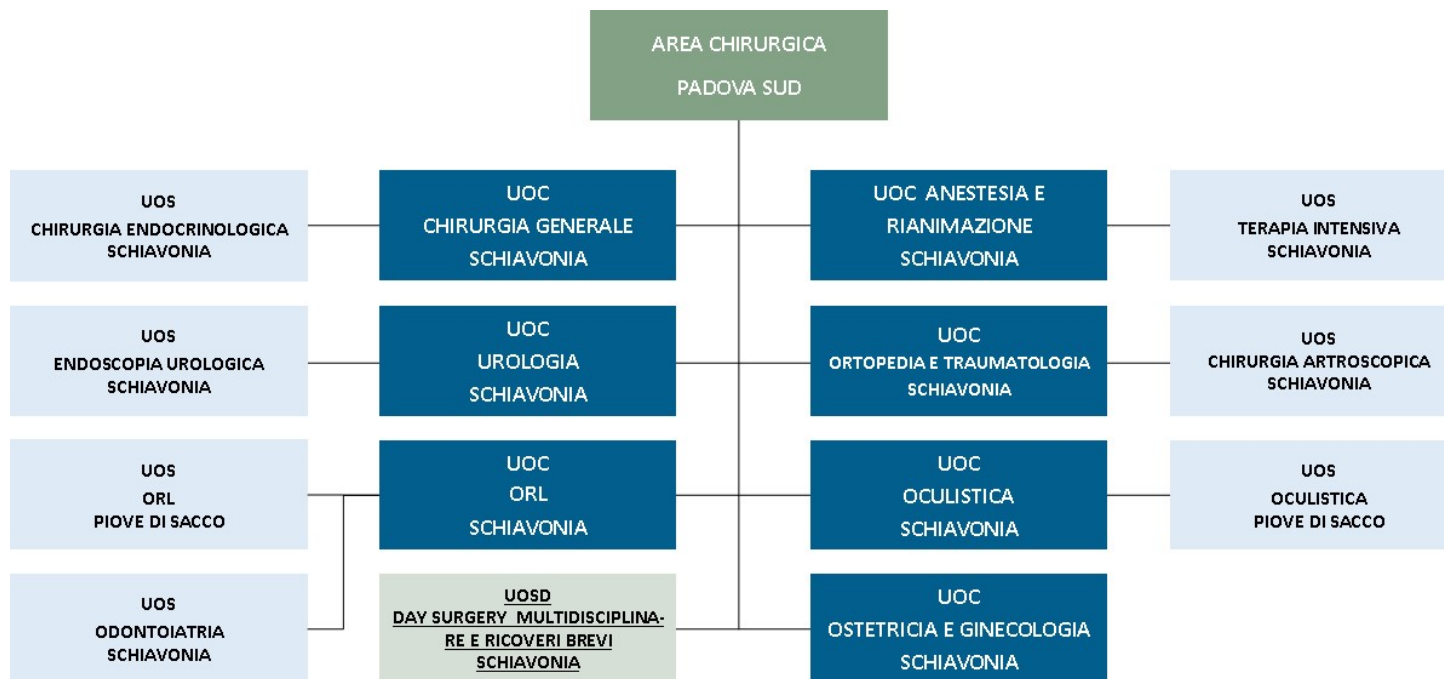 AREA CHIRURGICA
PADOVA SUD
UOS
CHIRURGIA ENDOCRINOLOGICA
SCHIAVONIA
UOC
CHIRURGIA GENERALE
SCHIAVONIA
UOC ANESTESIA E
RIANIMAZIONE
SCHIAVONIA
UOS
TERAPIA INTENSIVA
SCHIAVONIA
UOS
ENDOSCOPIA UROLOGICA
SCHIAVONIA
UOC
UROLOGIA
SCHIAVONIA
UOC
ORTOPEDIA E TRAUMATOLOGIA
SCHIAVONIA
UOS
CHIRURGIA ARTROSCOPICA
SCHIAVONIA
UOS
ORL
PIOVE DI SACCO
UOC
ORL
SCHIAVONIA
UOC
OCULISTICA
SCHIAVONIA
UOS
OCULISTICA
PIOVE DI SACCO
UOS
ODONTOIATRIA
SCHIAVONIA
UOSD
DAY SURGERY MULTIDISCIPLINA-
RE E RICOVERI BREVI
SCHIAVONIA
UOC
OSTETRICIA E GINECOLOGIA
SCHIAVONIA